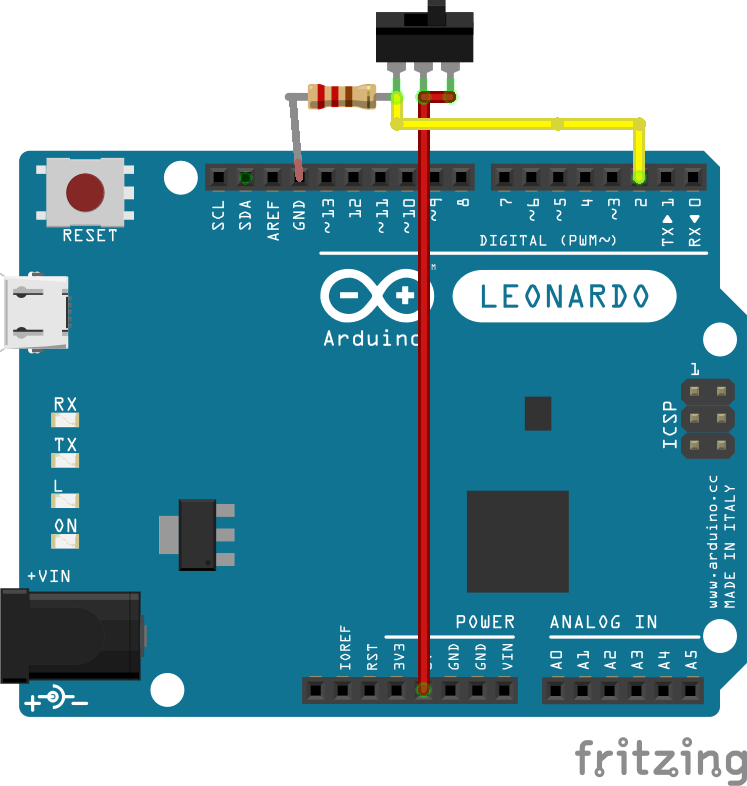 RESET
SCL
SDA
AREF
GND
~13
12
~11
~10
~9
8
7
~6
~5
4
~3
2
TX▶ 1
RX◀ 0
DIGITAL (PWM~)
TM
LEONARDO
Arduino
1
ICSP
RX
TX
L
ON
+VIN
www.arduino.cc
MADE IN ITALY
POWER
ANALOG IN
IOREF
RST
3V3
GND
GND
VIN
A0
A1
A2
A3
A4
A5
fritzing